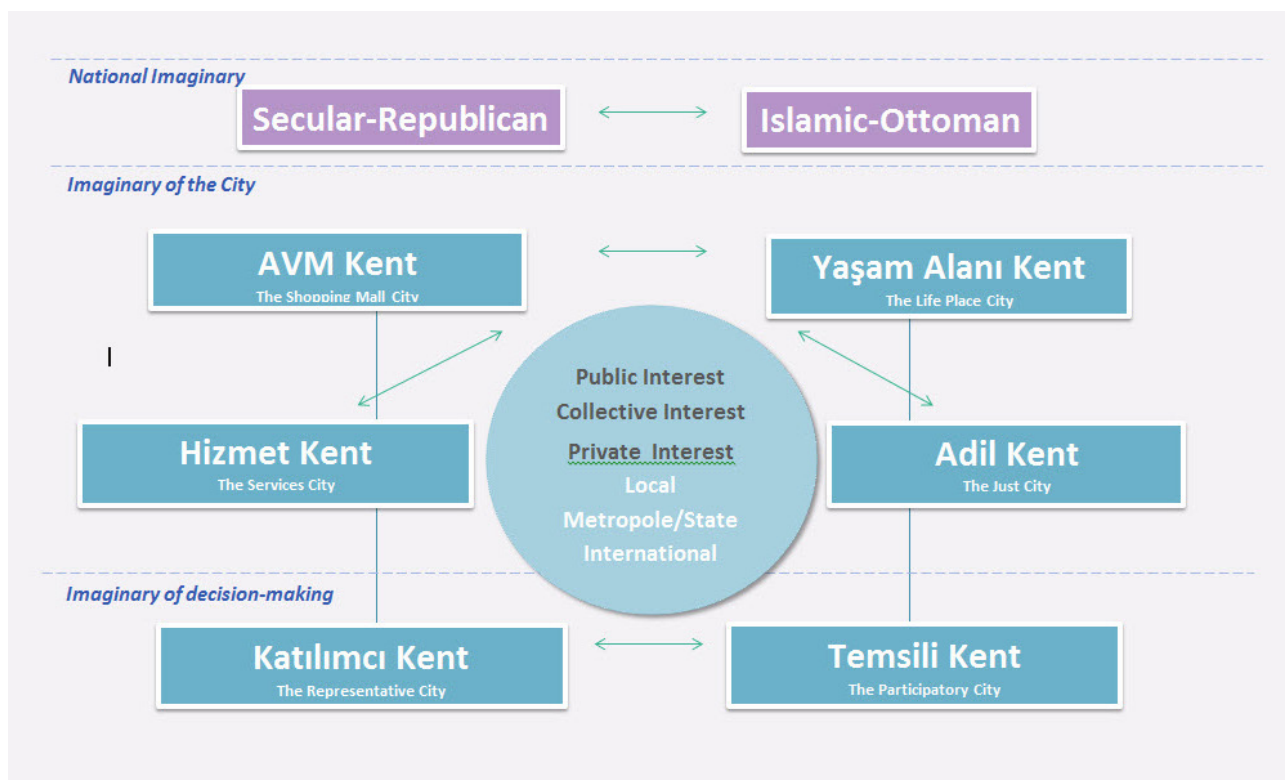 National Imaginary
Secular-Republican
Islamic-Ottoman
Imaginary of the City
AVM Kent
The Shopping Mall City
Yaşam Alanı Kent
The Life Place City
Public Interest
Collective Interest
Private Interest
Local
Metropole/State
International
Hizmet Kent
The Services City
Adil Kent
The Just City
Imaginary of decision-making
Katılımcı Kent
The Representative City
Temsili Kent
The Participatory City